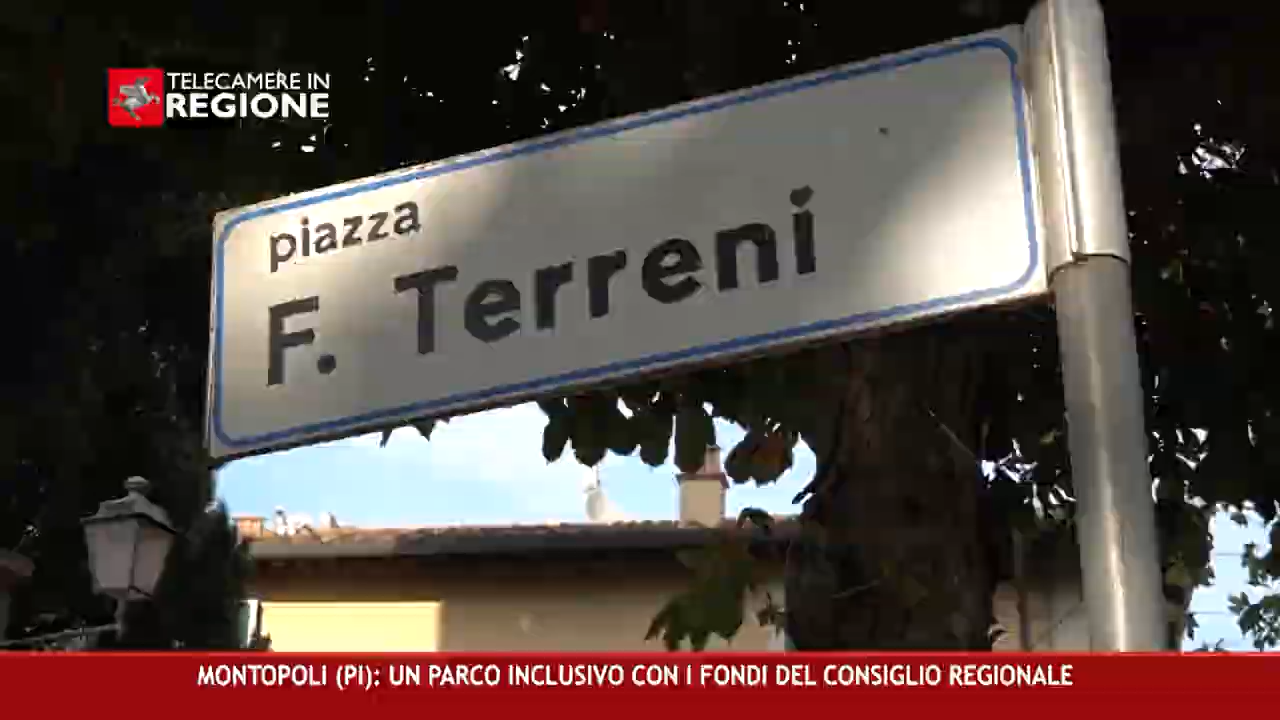 TELECAMERE IN
REGIONE
piazza
F. Terreni
MONTOPOLI (PI): UN PARCO INCLUSIVO CON I FONDI DEL CONSIGLIO REGIONALE